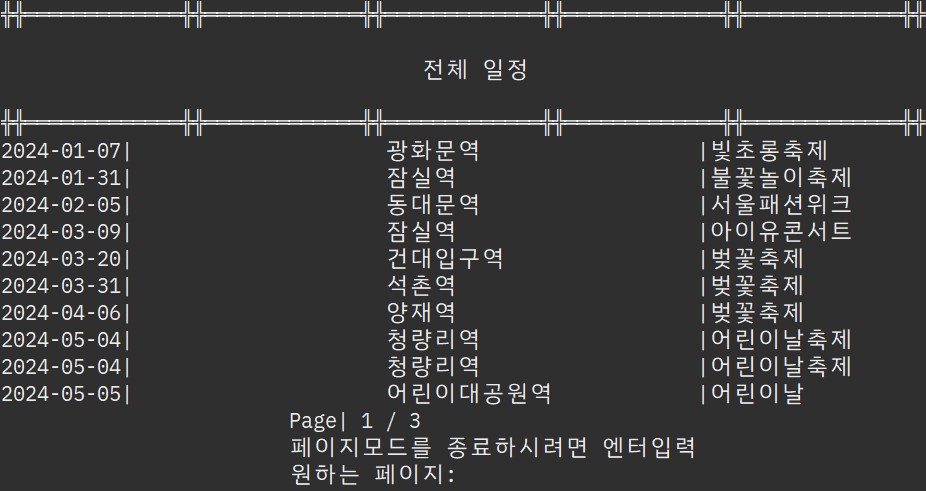 ╬╬════════════╬╬════════════╬╬════════════╬╬════════════╬╬════════════╬╬
전체 일정
╬╬════════════╬╬════════════╬╬════════════╬╬════════════╬╬════════════╬╬
2024-01-07| 광화문역 |빛초롱축제
2024-01-31| 잠실역 |불꽃놀이축제
2024-02-05| 동대문역 |서울패션위크
2024-03-09| 잠실역 |아이유콘서트
2024-03-20| 건대입구역 |벚꽃축제
2024-03-31| 석촌역 |벚꽃축제
2024-04-06| 양재역 |벚꽃축제
2024-05-04| 청량리역 |어린이날축제
2024-05-04| 청량리역 |어린이날축제
2024-05-05| 어린이대공원역 |어린이날
Page| 1 / 3
페이지모드를 종료하시려면 엔터입력
원하는 페이지: